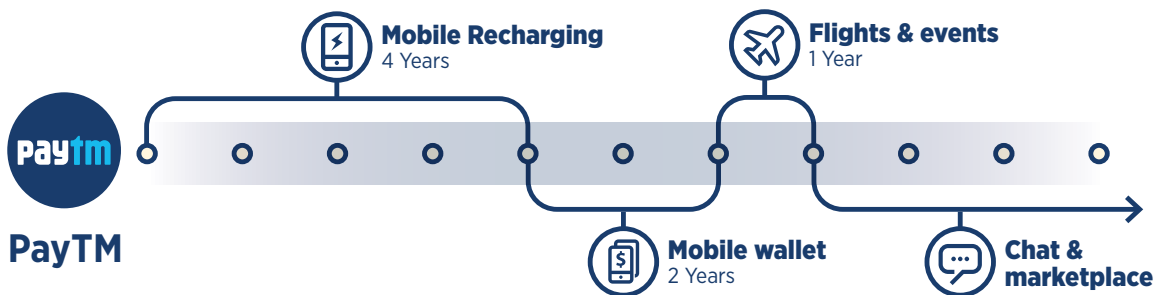 Mobile Recharging
4 Years
Flights & events
1 Year
paytm
PayTM
$
Mobile wallet
2 Years
Chat &
marketplace